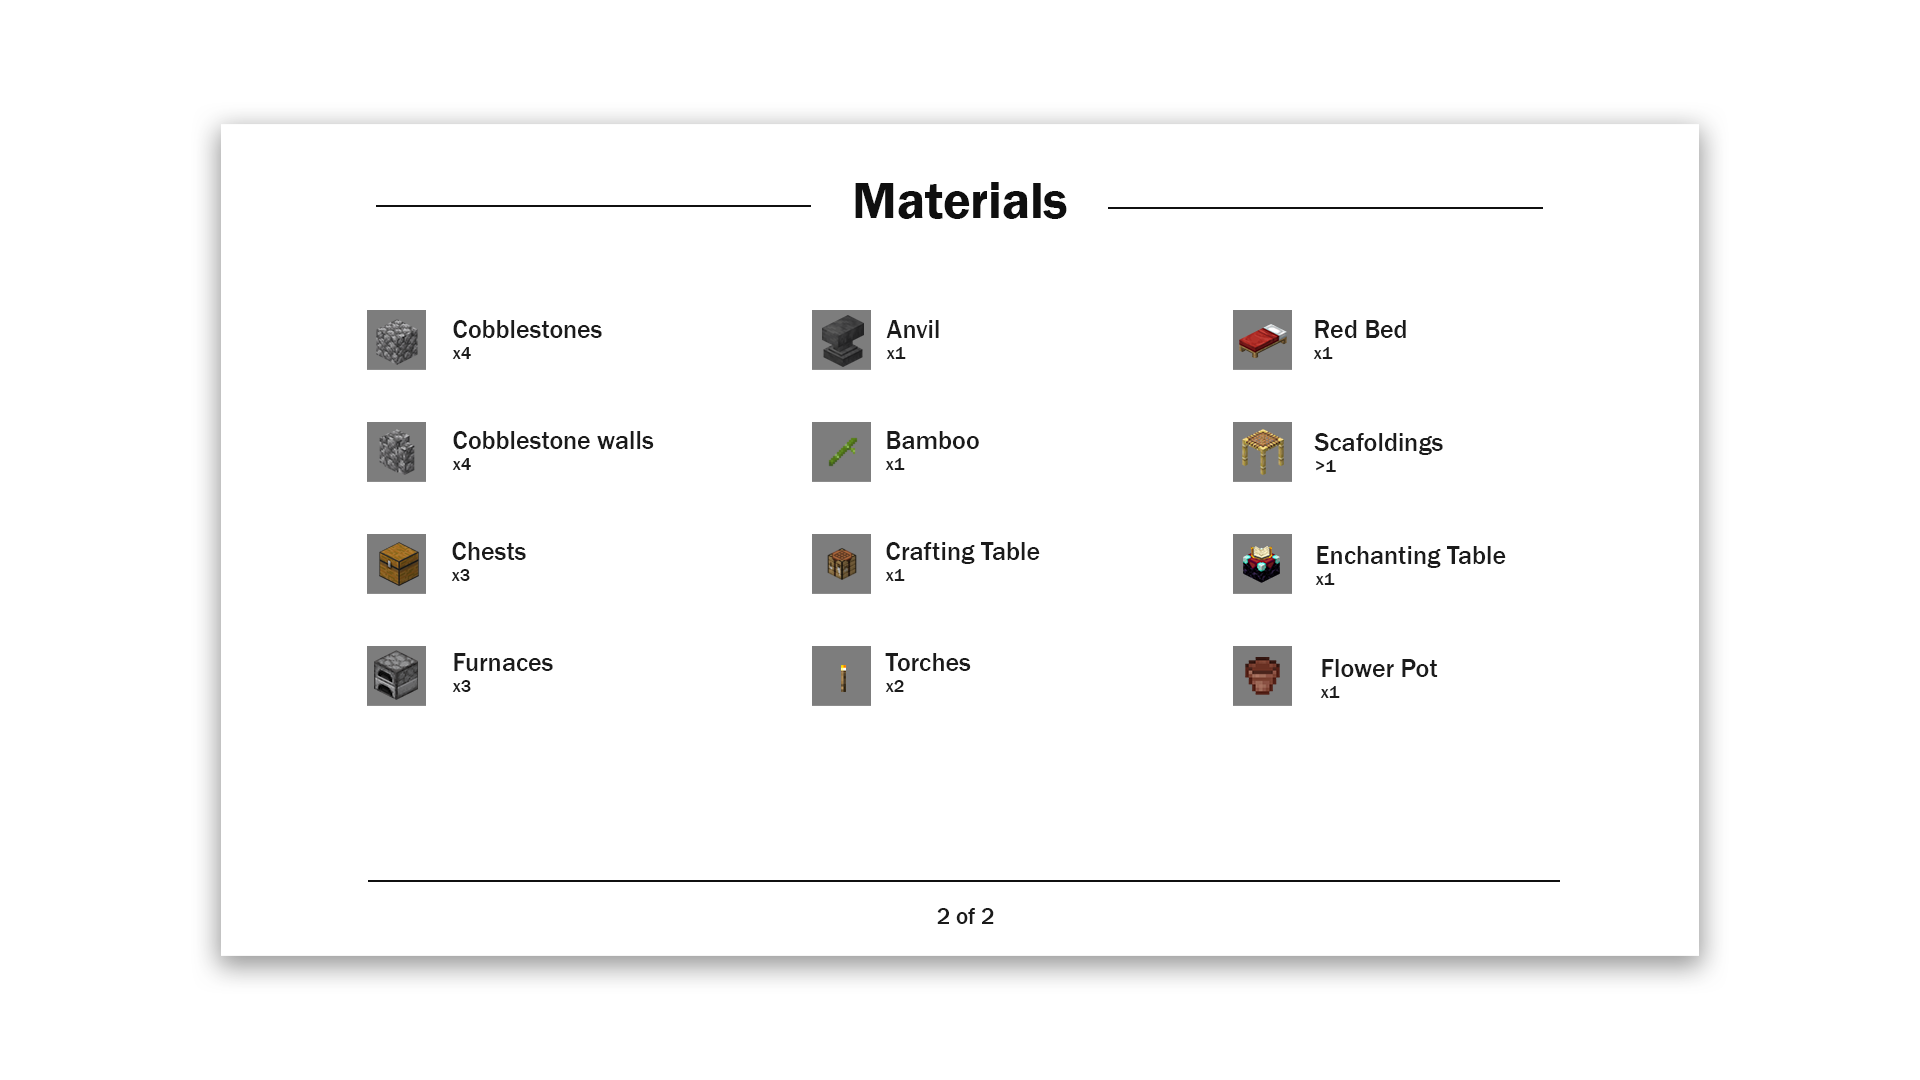 Materials
Cobblestones
x4
Cobblestone walls
x4
Chests
x3
Furnaces
x3
Anvil
x1
Bamboo
x1
Crafting Table
x1
Torches
x2
Red Bed
x1
Scafoldings
>1
Enchanting Table
x1
Flower Pot
x1
2 of 2